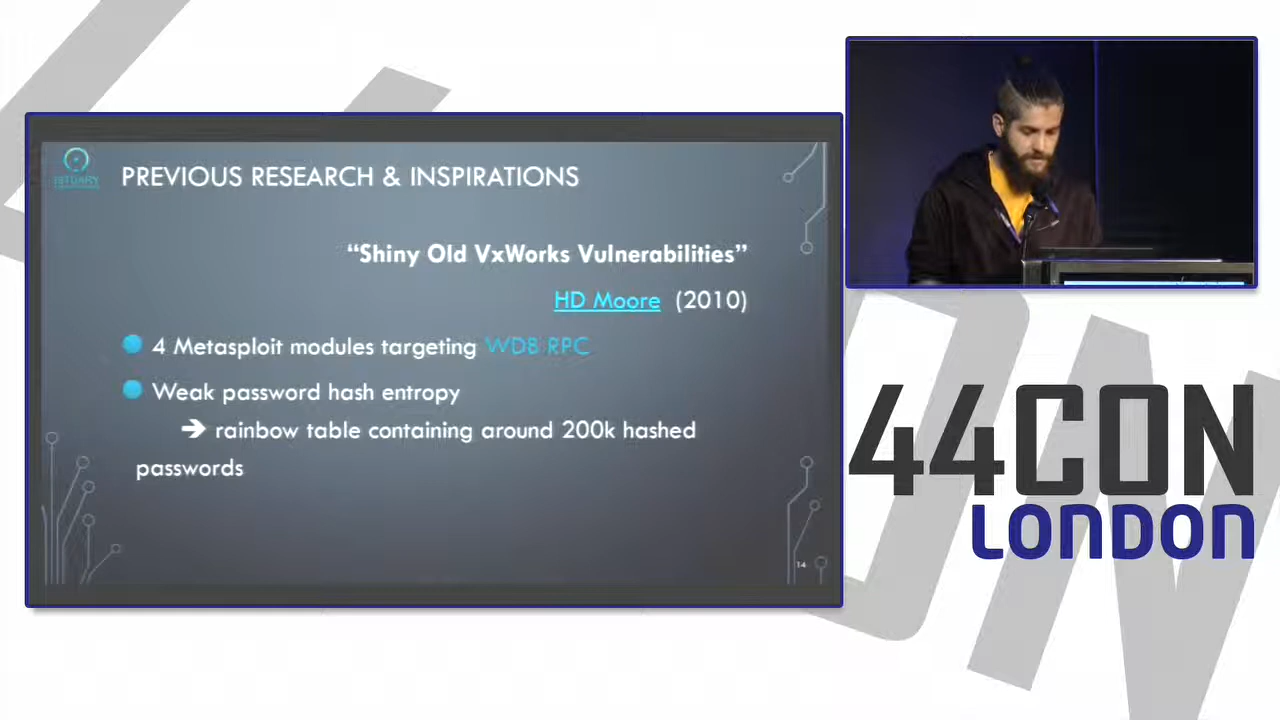 PREVIOUS RESEARCH & INSPIRATIONS
“Shiny Old VxWorks Vulnerabilities”
HD Moore (2010)
4 Metasploit modules targeting WDB RPC
Weak password hash entropy
➔ rainbow table containing around 200k hashed
passwords
14
44CON
LONDON